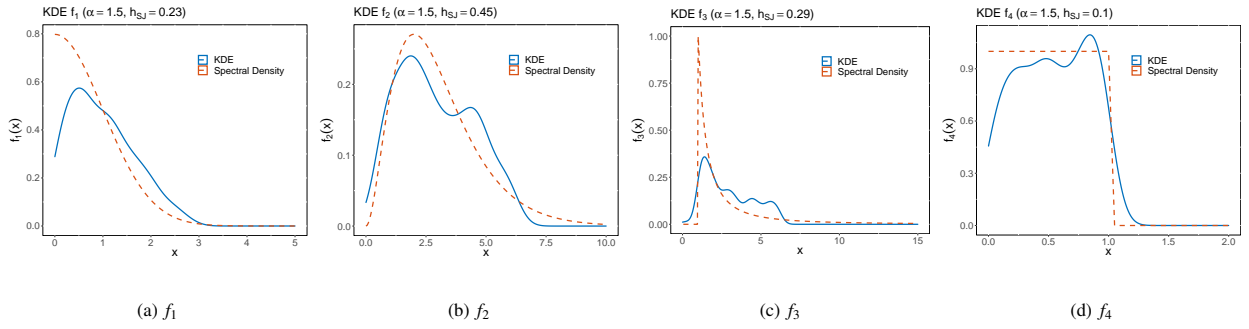 KDE f₁ (α = 1.5, hSJ = 0.23)
0.8
0.6
0.4
0.2
0.0
f₁(x)
KDE
Spectral Density
0 1 2 3 4 5
x
(a) f₁
KDE f₂ (α = 1.5, hSJ = 0.45)
0.2
0.1
0.0
f₂(x)
KDE
Spectral Density
0.0 2.5 5.0 7.5 10.0
x
(b) f₂
KDE f₃ (α = 1.5, hSJ = 0.29)
1.00
0.75
0.50
0.25
0.00
f₃(x)
KDE
Spectral Density
0 5 10 15
x
(c) f₃
KDE f₄ (α = 1.5, hSJ = 0.1)
0.9
0.6
0.3
0.0
f₄(x)
KDE
Spectral Density
0.0 0.5 1.0 1.5 2.0
x
(d) f₄